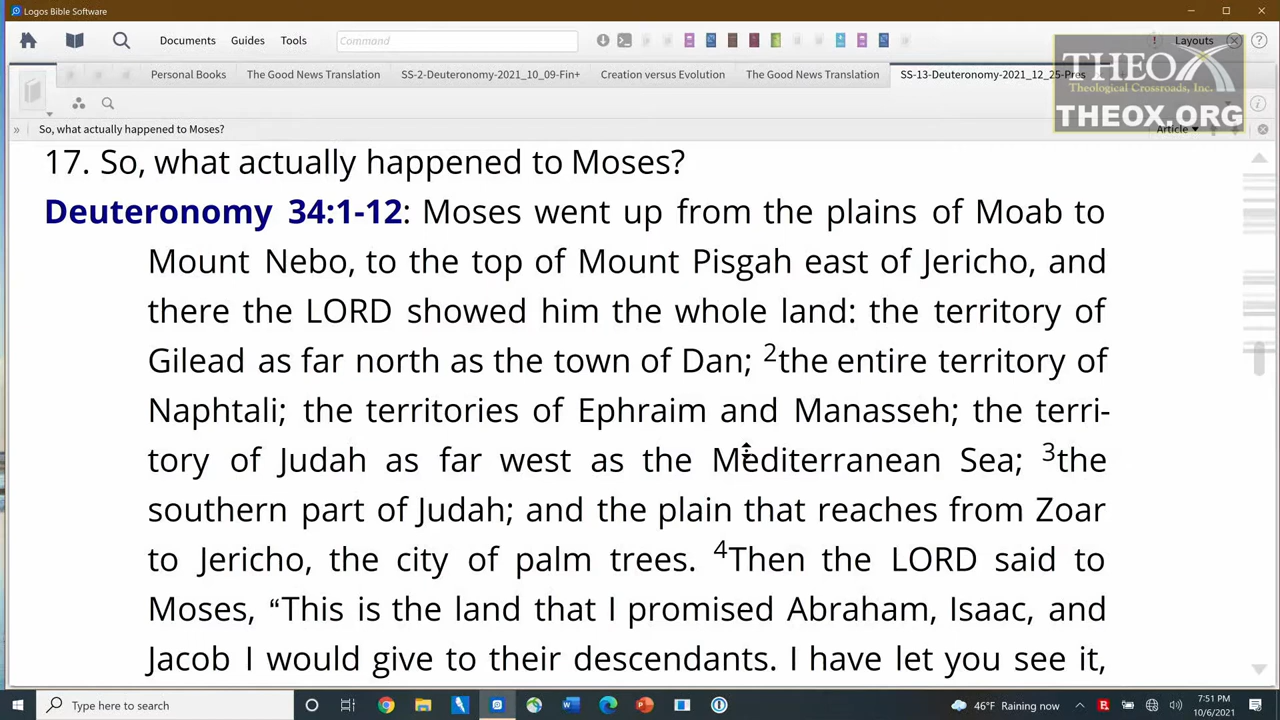 Logos Bible Software
Documents Guides Tools Command Layouts
THEOX
Theological Crossroads, Inc.
THEOX.ORG
Personal Books The Good News Translation SS-2-Deuteronomy-2021_10_09-Fin+ Creation versus Evolution The Good News Translation SS-13-Deuteronomy-2021_12_25-Pres
So, what actually happened to Moses? Article
17. So, what actually happened to Moses?
Deuteronomy 34:1-12: Moses went up from the plains of Moab to
Mount Nebo, to the top of Mount Pisgah east of Jericho, and
there the LORD showed him the whole land: the territory of
Gilead as far north as the town of Dan; ²the entire territory of
Naphtali; the territories of Ephraim and Manasseh; the terri-
tory of Judah as far west as the Mediterranean Sea; ³the
southern part of Judah; and the plain that reaches from Zoar
to Jericho, the city of palm trees. ⁴Then the LORD said to
Moses, “This is the land that I promised Abraham, Isaac, and
Jacob I would give to their descendants. I have let you see it,
Type here to search 46°F Raining now 7:51 PM
10/6/2021